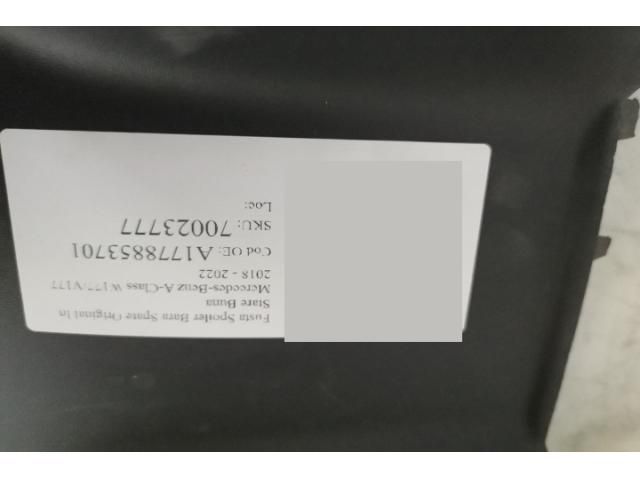 Fusta Spoiler Bara Spate Original In
Stare Buna
Mercedes-Benz A-Class W177/V177
2018 - 2022
Cod OE: A1778853701
SKU: 70023777
Loc: